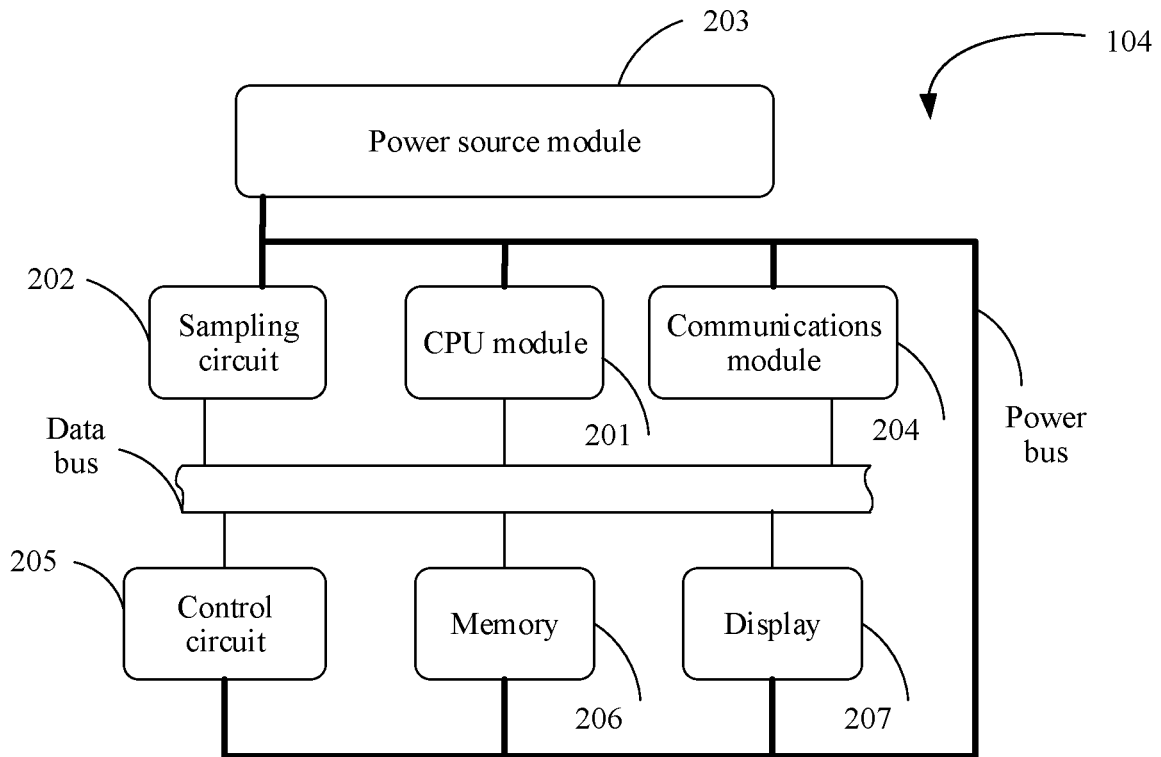 203
104
Power source module
202
Sampling
circuit
CPU module
Communications
module
201
204
Power
bus
Data
bus
205
Control
circuit
Memory
Display
206
207